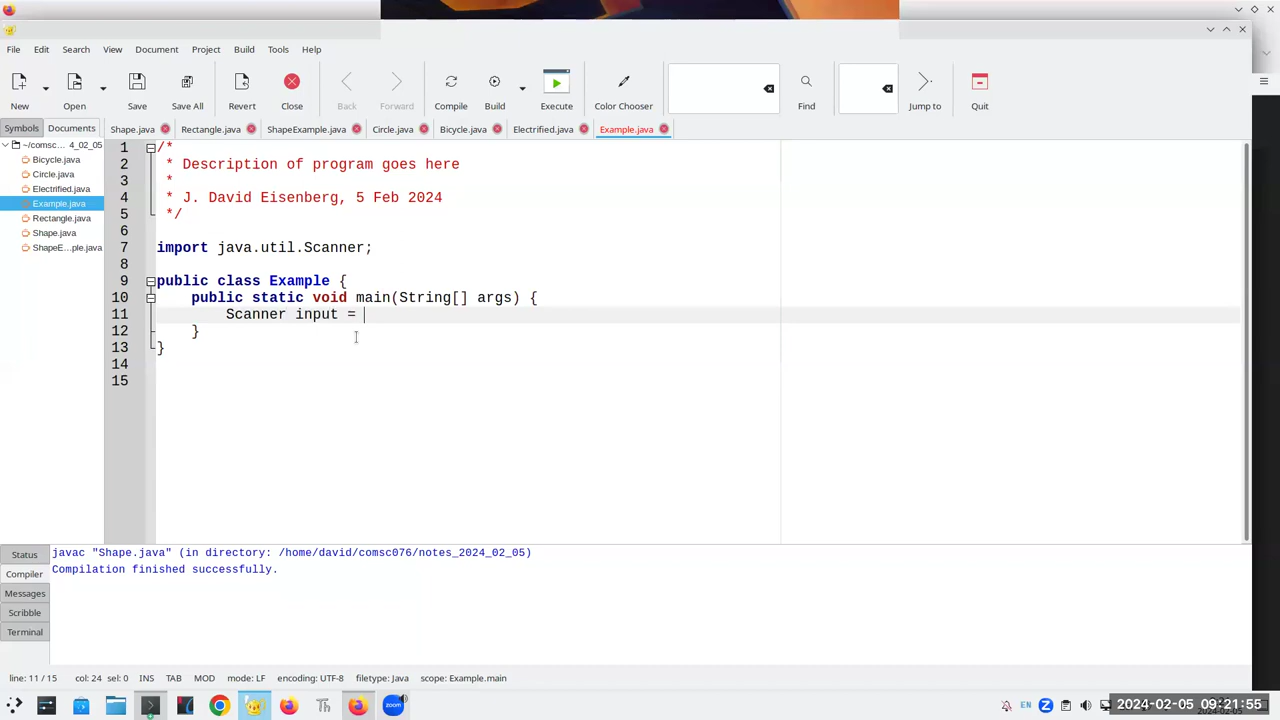 File Edit Search View Document Project Build Tools Help
New Open Save Save All Revert Close Back Forward Compile Build Execute Color Chooser Find Jump to Quit
Symbols Documents Shape.java Rectangle.java ShapeExample.java Circle.java Bicycle.java Electrified.java Example.java
~/comsc... 4_02_05
Bicycle.java
Circle.java
Electrified.java
Example.java
Rectangle.java
Shape.java
ShapeE...ple.java
1 /*
2 * Description of program goes here
3 *
4 * J. David Eisenberg, 5 Feb 2024
5 */
6
7 import java.util.Scanner;
8
9 public class Example {
10 public static void main(String[] args) {
11 Scanner input =
12 }
13 }
14
15
Status
Compiler
Messages
Scribble
Terminal
javac "Shape.java" (in directory: /home/david/comsc076/notes_2024_02_05)
Compilation finished successfully.
line: 11 / 15 col: 24 sel: 0 INS TAB MOD mode: LF encoding: UTF-8 filetype: Java scope: Example.main
Th zoom EN Z 2024-02-05 09:21:55